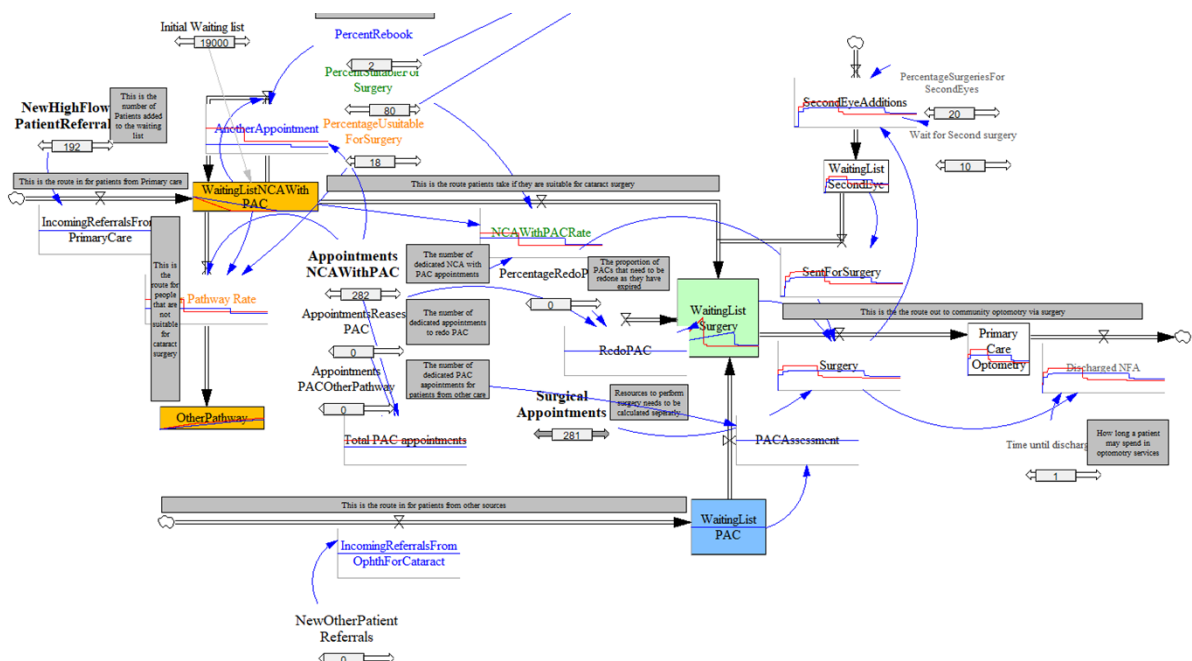 Initial Waiting list
19000
PercentRebook
2
PercentSuitableFor
Surgery
80
PercentageUsuitable
ForSurgery
18
NewHighFlow
PatientReferral
192
This is the
number of
Patients added
to the waiting
list
AnotherAppointment
PercentageSurgeriesFor
SecondEyes
20
SecondEyeAdditions
Wait for Second surgery
10
WaitingList
SecondEye
This is the route in for patients from Primary care
WaitingListNCAWith
PAC
This is the route patients take if they are suitable for cataract surgery
IncomingReferralsFrom
PrimaryCare
This is
the
route for
people
that are
not
suitable
for
cataract
surgery
Pathway Rate
OtherPathway
NCAWithPACRate
Appointments
NCAWithPAC
282
The number of
dedicated NCA with
PAC appointments
PercentageRedoP
0
The proportion of
PACs that need to be
redone as they have
expired
AppointmentsReases
PAC
0
The number of
dedicated appointments
to redo PAC
Appointments
PACOtherPathway
0
The number of
dedicated PAC
aapointments for
patients from other care
Total PAC appointments
RedoPAC
WaitingList
Surgery
SentForSurgery
This is the the route out to community optometry via surgery
Surgery
Primary
Care
Optometry
Discharged NFA
Surgical
Appointments
281
Resources to perform
surgery needs to be
calculated separatly
PACAssessment
Time until discharg
1
How long a patient
may spend in
optomotry services
This is the route in for patients from other sources
WaitingList
PAC
IncomingReferralsFrom
OphthForCataract
NewOtherPatient
Referrals
0